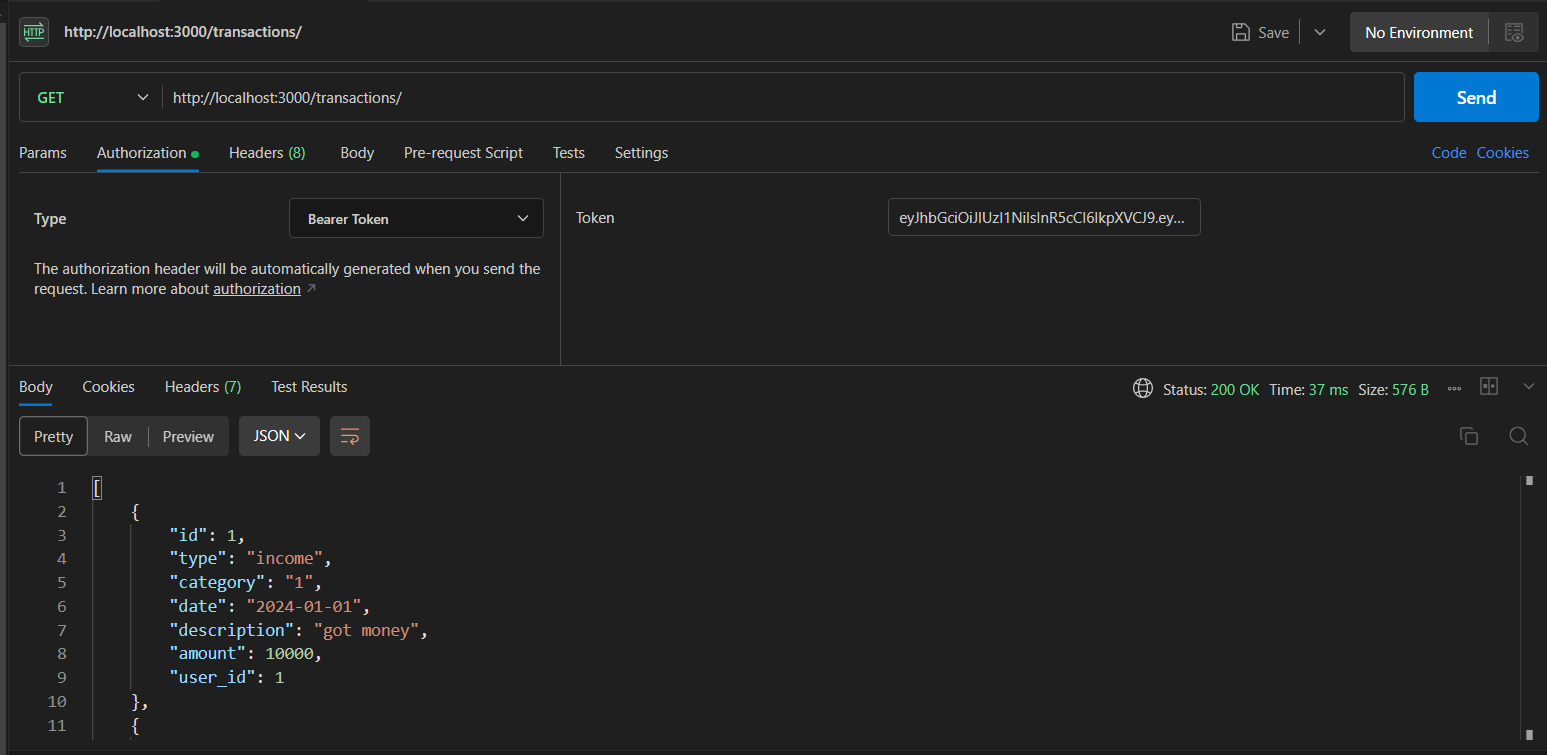 HTTP http://localhost:3000/transactions/ Save No Environment
GET http://localhost:3000/transactions/ Send
Params Authorization Headers (8) Body Pre-request Script Tests Settings Code Cookies
Type Bearer Token Token eyJhbGciOiJIUzI1NiIsInR5cCI6IkpXVCJ9.ey...
The authorization header will be automatically generated when you send the
request. Learn more about authorization ↗
Body Cookies Headers (7) Test Results Status: 200 OK Time: 37 ms Size: 576 B
Pretty Raw Preview JSON
1 [
2 {
3 "id": 1,
4 "type": "income",
5 "category": "1",
6 "date": "2024-01-01",
7 "description": "got money",
8 "amount": 10000,
9 "user_id": 1
10 },
11 {